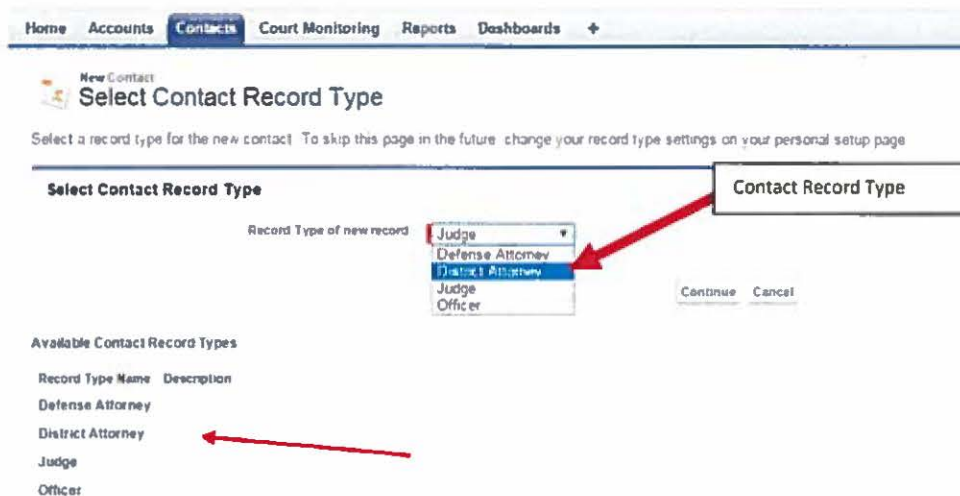 Home Accounts Contacts Court Monitoring Reports Dashboards +
New Contact
Select Contact Record Type
Select a record type for the new contact To skip this page in the future change your record type settings on your personal setup page
Select Contact Record Type
Contact Record Type
Record Type of new record
Judge
Defense Attorney
District Attorney
Judge
Officer
Continue Cancel
Available Contact Record Types
Record Type Name Description
Defense Attorney
District Attorney
Judge
Officer